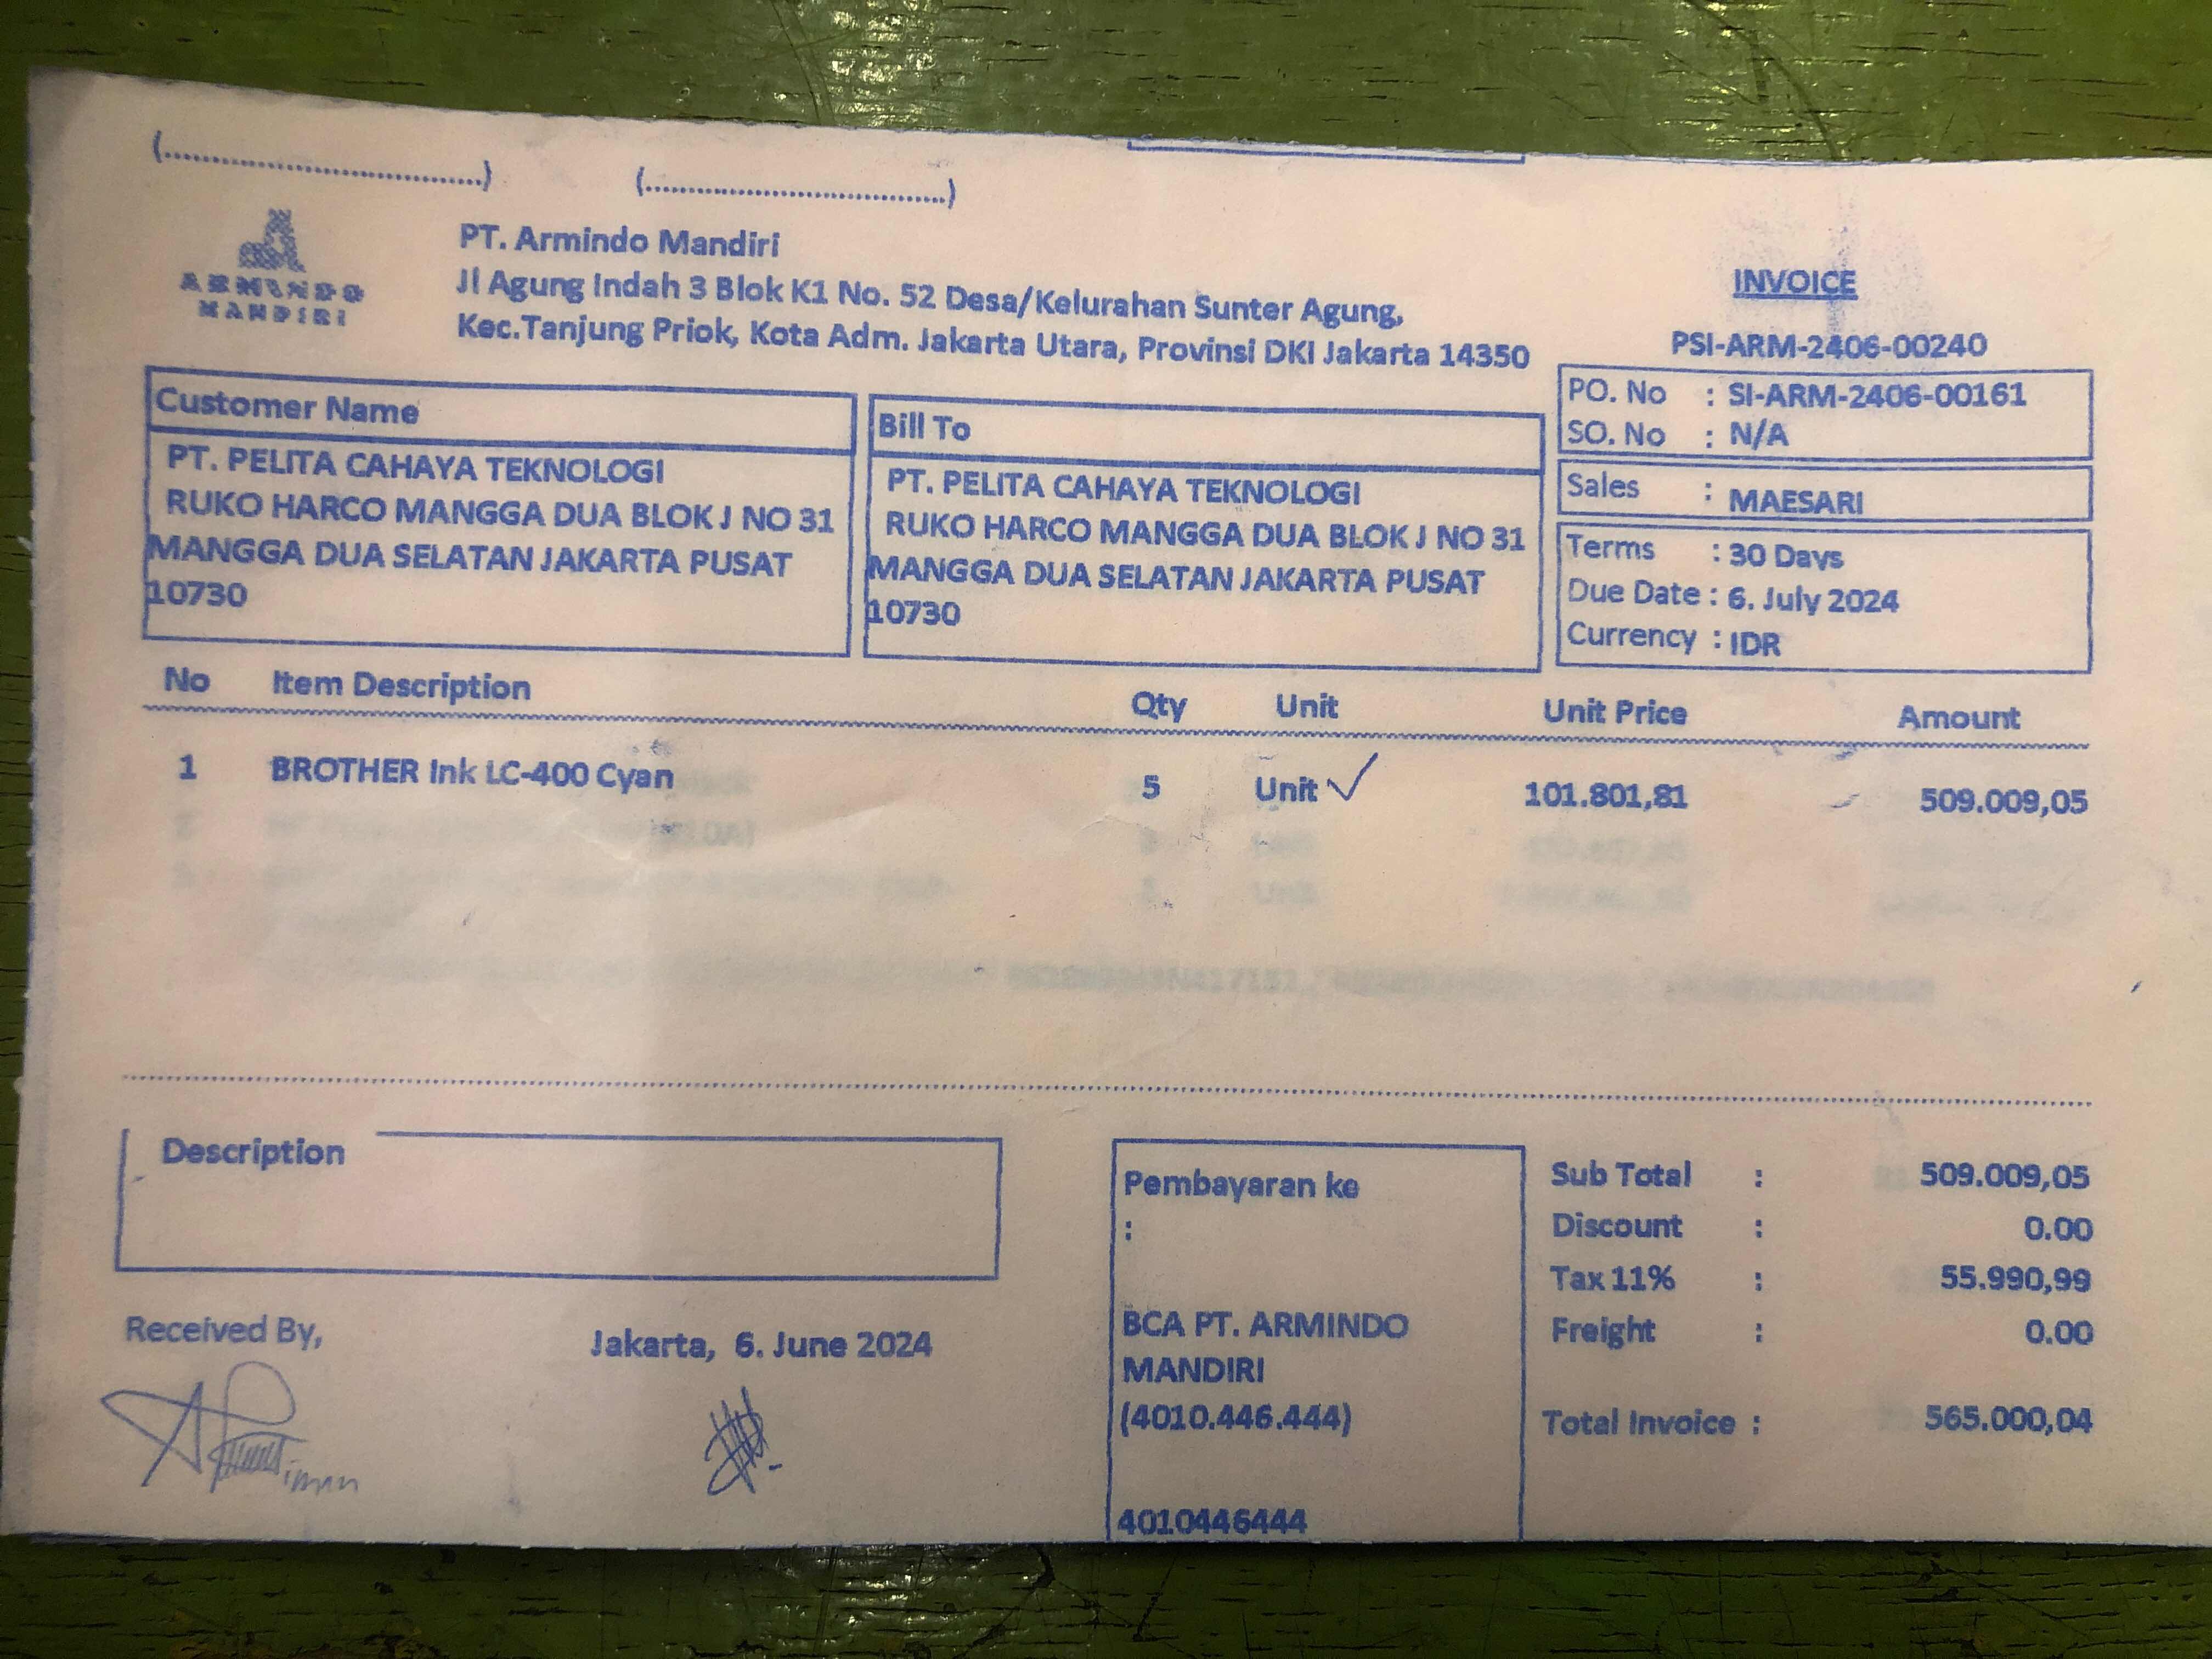 (................................)
(................................)
ARMINDO
MANDIRI
PT. Armindo Mandiri
Jl Agung Indah 3 Blok K1 No. 52 Desa/Kelurahan Sunter Agung,
Kec.Tanjung Priok, Kota Adm. Jakarta Utara, Provinsi DKI Jakarta 14350
INVOICE
PSI-ARM-2406-00240
Customer Name
PT. PELITA CAHAYA TEKNOLOGI
RUKO HARCO MANGGA DUA BLOK J NO 31
MANGGA DUA SELATAN JAKARTA PUSAT
10730
Bill To
PT. PELITA CAHAYA TEKNOLOGI
RUKO HARCO MANGGA DUA BLOK J NO 31
MANGGA DUA SELATAN JAKARTA PUSAT
10730
PO. No : SI-ARM-2406-00161
SO. No : N/A
Sales : MAESARI
Terms : 30 Days
Due Date : 6. July 2024
Currency : IDR
No Item Description Qty Unit Unit Price Amount
1 BROTHER Ink LC-400 Cyan 5 Unit ✓ 101.801,81 509.009,05
Description
Received By,
Jakarta, 6. June 2024
Pembayaran ke
:
BCA PT. ARMINDO
MANDIRI
(4010.446.444)
4010446444
Sub Total : 509.009,05
Discount : 0.00
Tax 11% : 55.990,99
Freight : 0.00
Total Invoice : 565.000,04